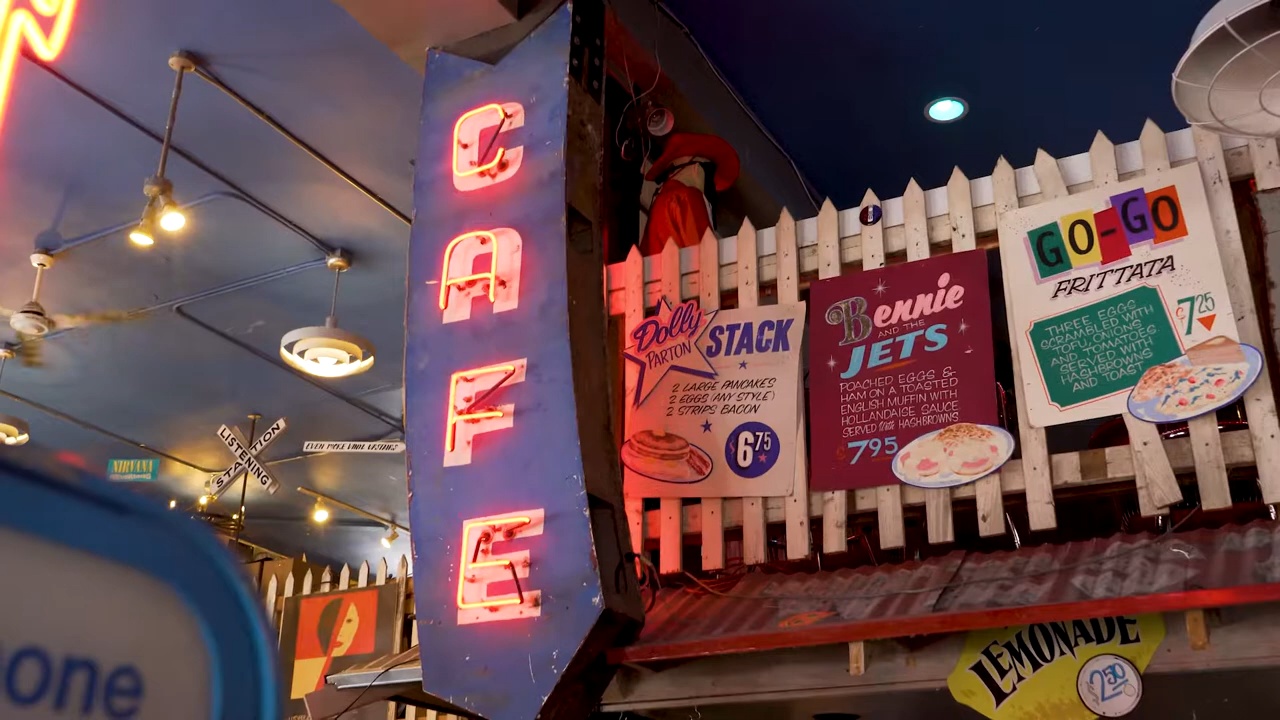 CAFE
Dolly
PARTON
STACK
2 LARGE PANCAKES
2 EGGS (ANY STYLE)
2 STRIPS BACON
$6.75
Bennie
AND THE
JETS
POACHED EGGS &
HAM ON A TOASTED
ENGLISH MUFFIN WITH
HOLLANDAISE SAUCE
SERVED With HASHBROWNS
$7.95
GO-GO
FRITTATA
THREE EGGS
SCRAMBLED WITH
TOFU, ONIONS
AND TOMATOES
SERVED WITH
HASHBROWNS
AND TOAST
$7.25
LEMONADE
2.50
LISTENING
STATION
NIRVANA
one